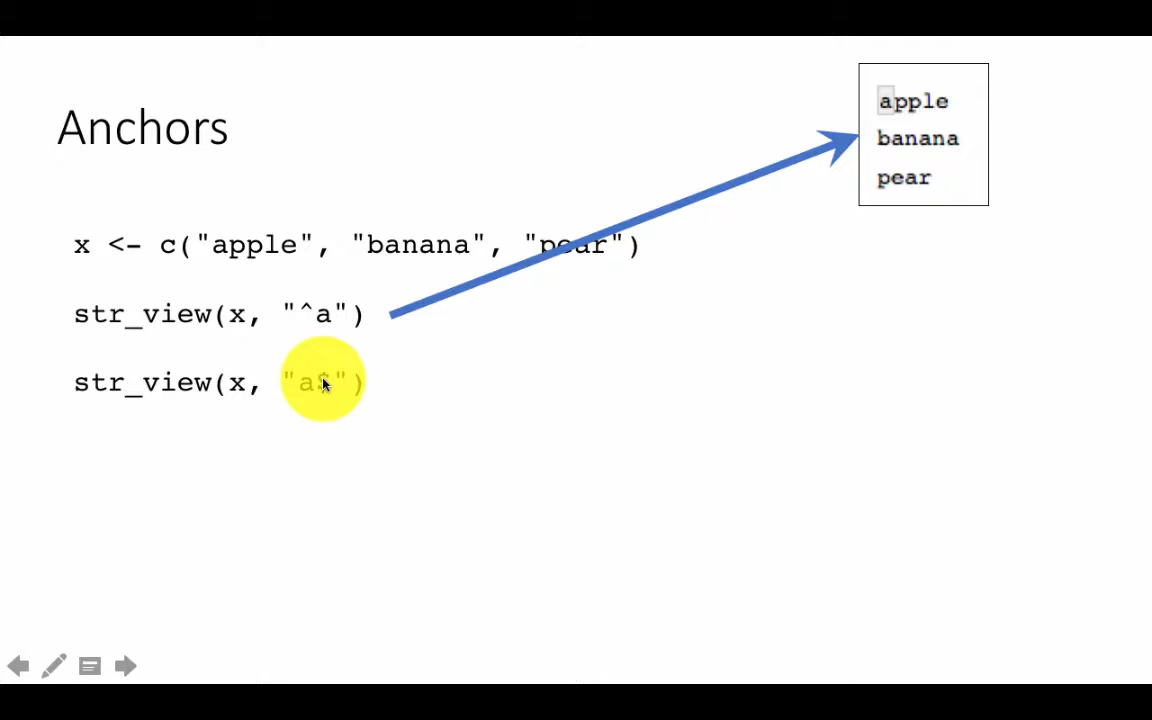 Anchors
apple
banana
pear
x <- c("apple", "banana", "pear")
str_view(x, "^a")
str_view(x, "a$")